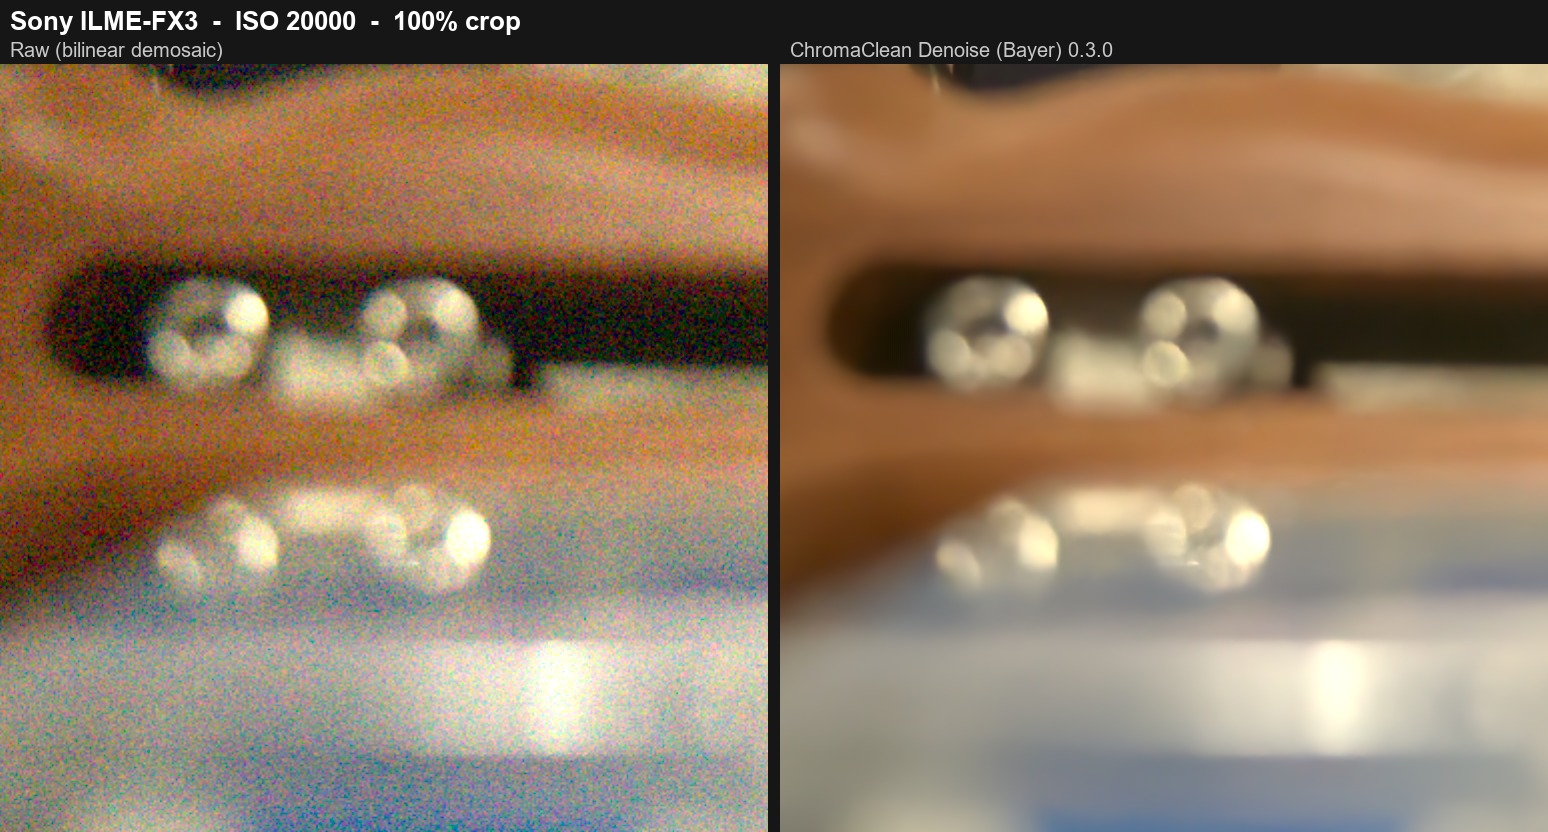 Sony ILME-FX3 - ISO 20000 - 100% crop
Raw (bilinear demosaic)
ChromaClean Denoise (Bayer) 0.3.0